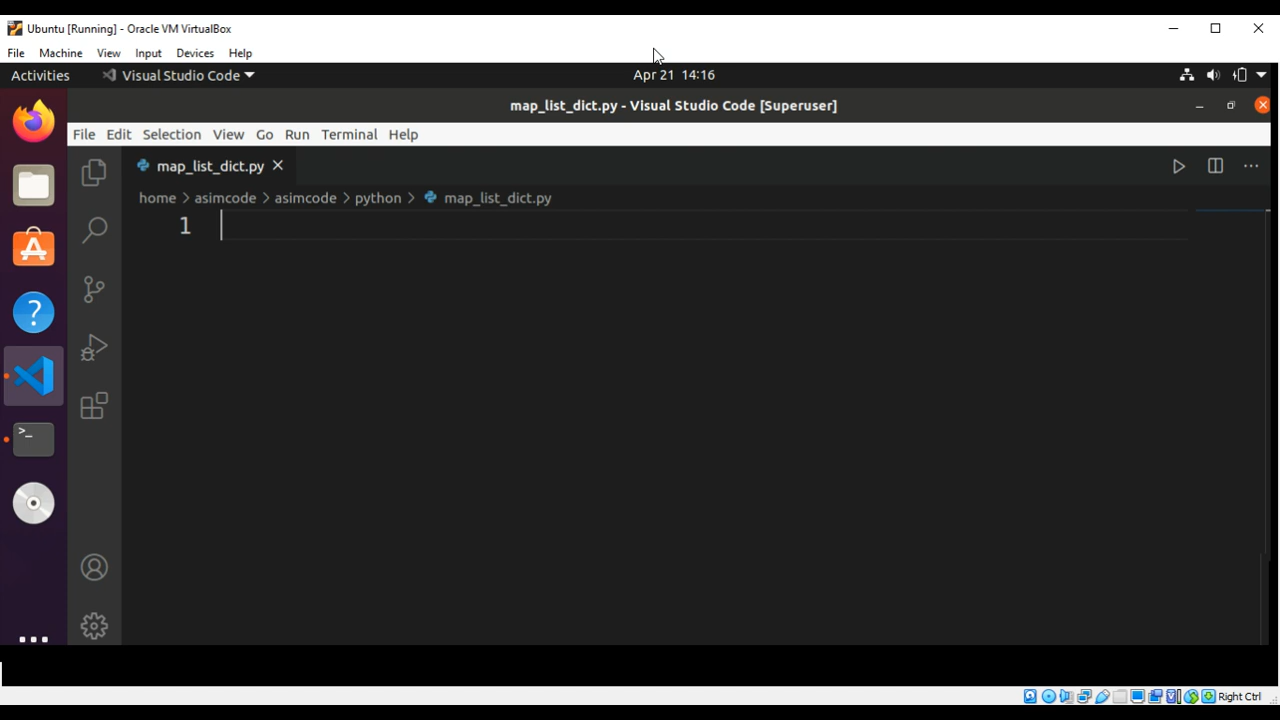 Ubuntu [Running] - Oracle VM VirtualBox
File Machine View Input Devices Help
Activities Visual Studio Code Apr 21 14:16
map_list_dict.py - Visual Studio Code [Superuser]
File Edit Selection View Go Run Terminal Help
map_list_dict.py
home > asimcode > asimcode > python > map_list_dict.py
1
Right Ctrl